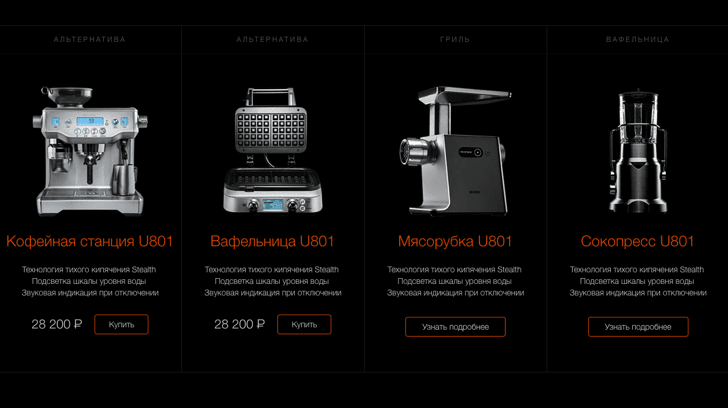 АЛЬТЕРНАТИВА
АЛЬТЕРНАТИВА
ГРИЛЬ
ВАФЕЛЬНИЦА
Кофейная станция U801
Технология тихого кипячения Stealth
Подсветка шкалы уровня воды
Звуковая индикация при отключении
28 200 ₽
Купить
Вафельница U801
Технология тихого кипячения Stealth
Подсветка шкалы уровня воды
Звуковая индикация при отключении
28 200 ₽
Купить
Мясорубка U801
Технология тихого кипячения Stealth
Подсветка шкалы уровня воды
Звуковая индикация при отключении
Узнать подробнее
Сокопресс U801
Технология тихого кипячения Stealth
Подсветка шкалы уровня воды
Звуковая индикация при отключении
Узнать подробнее